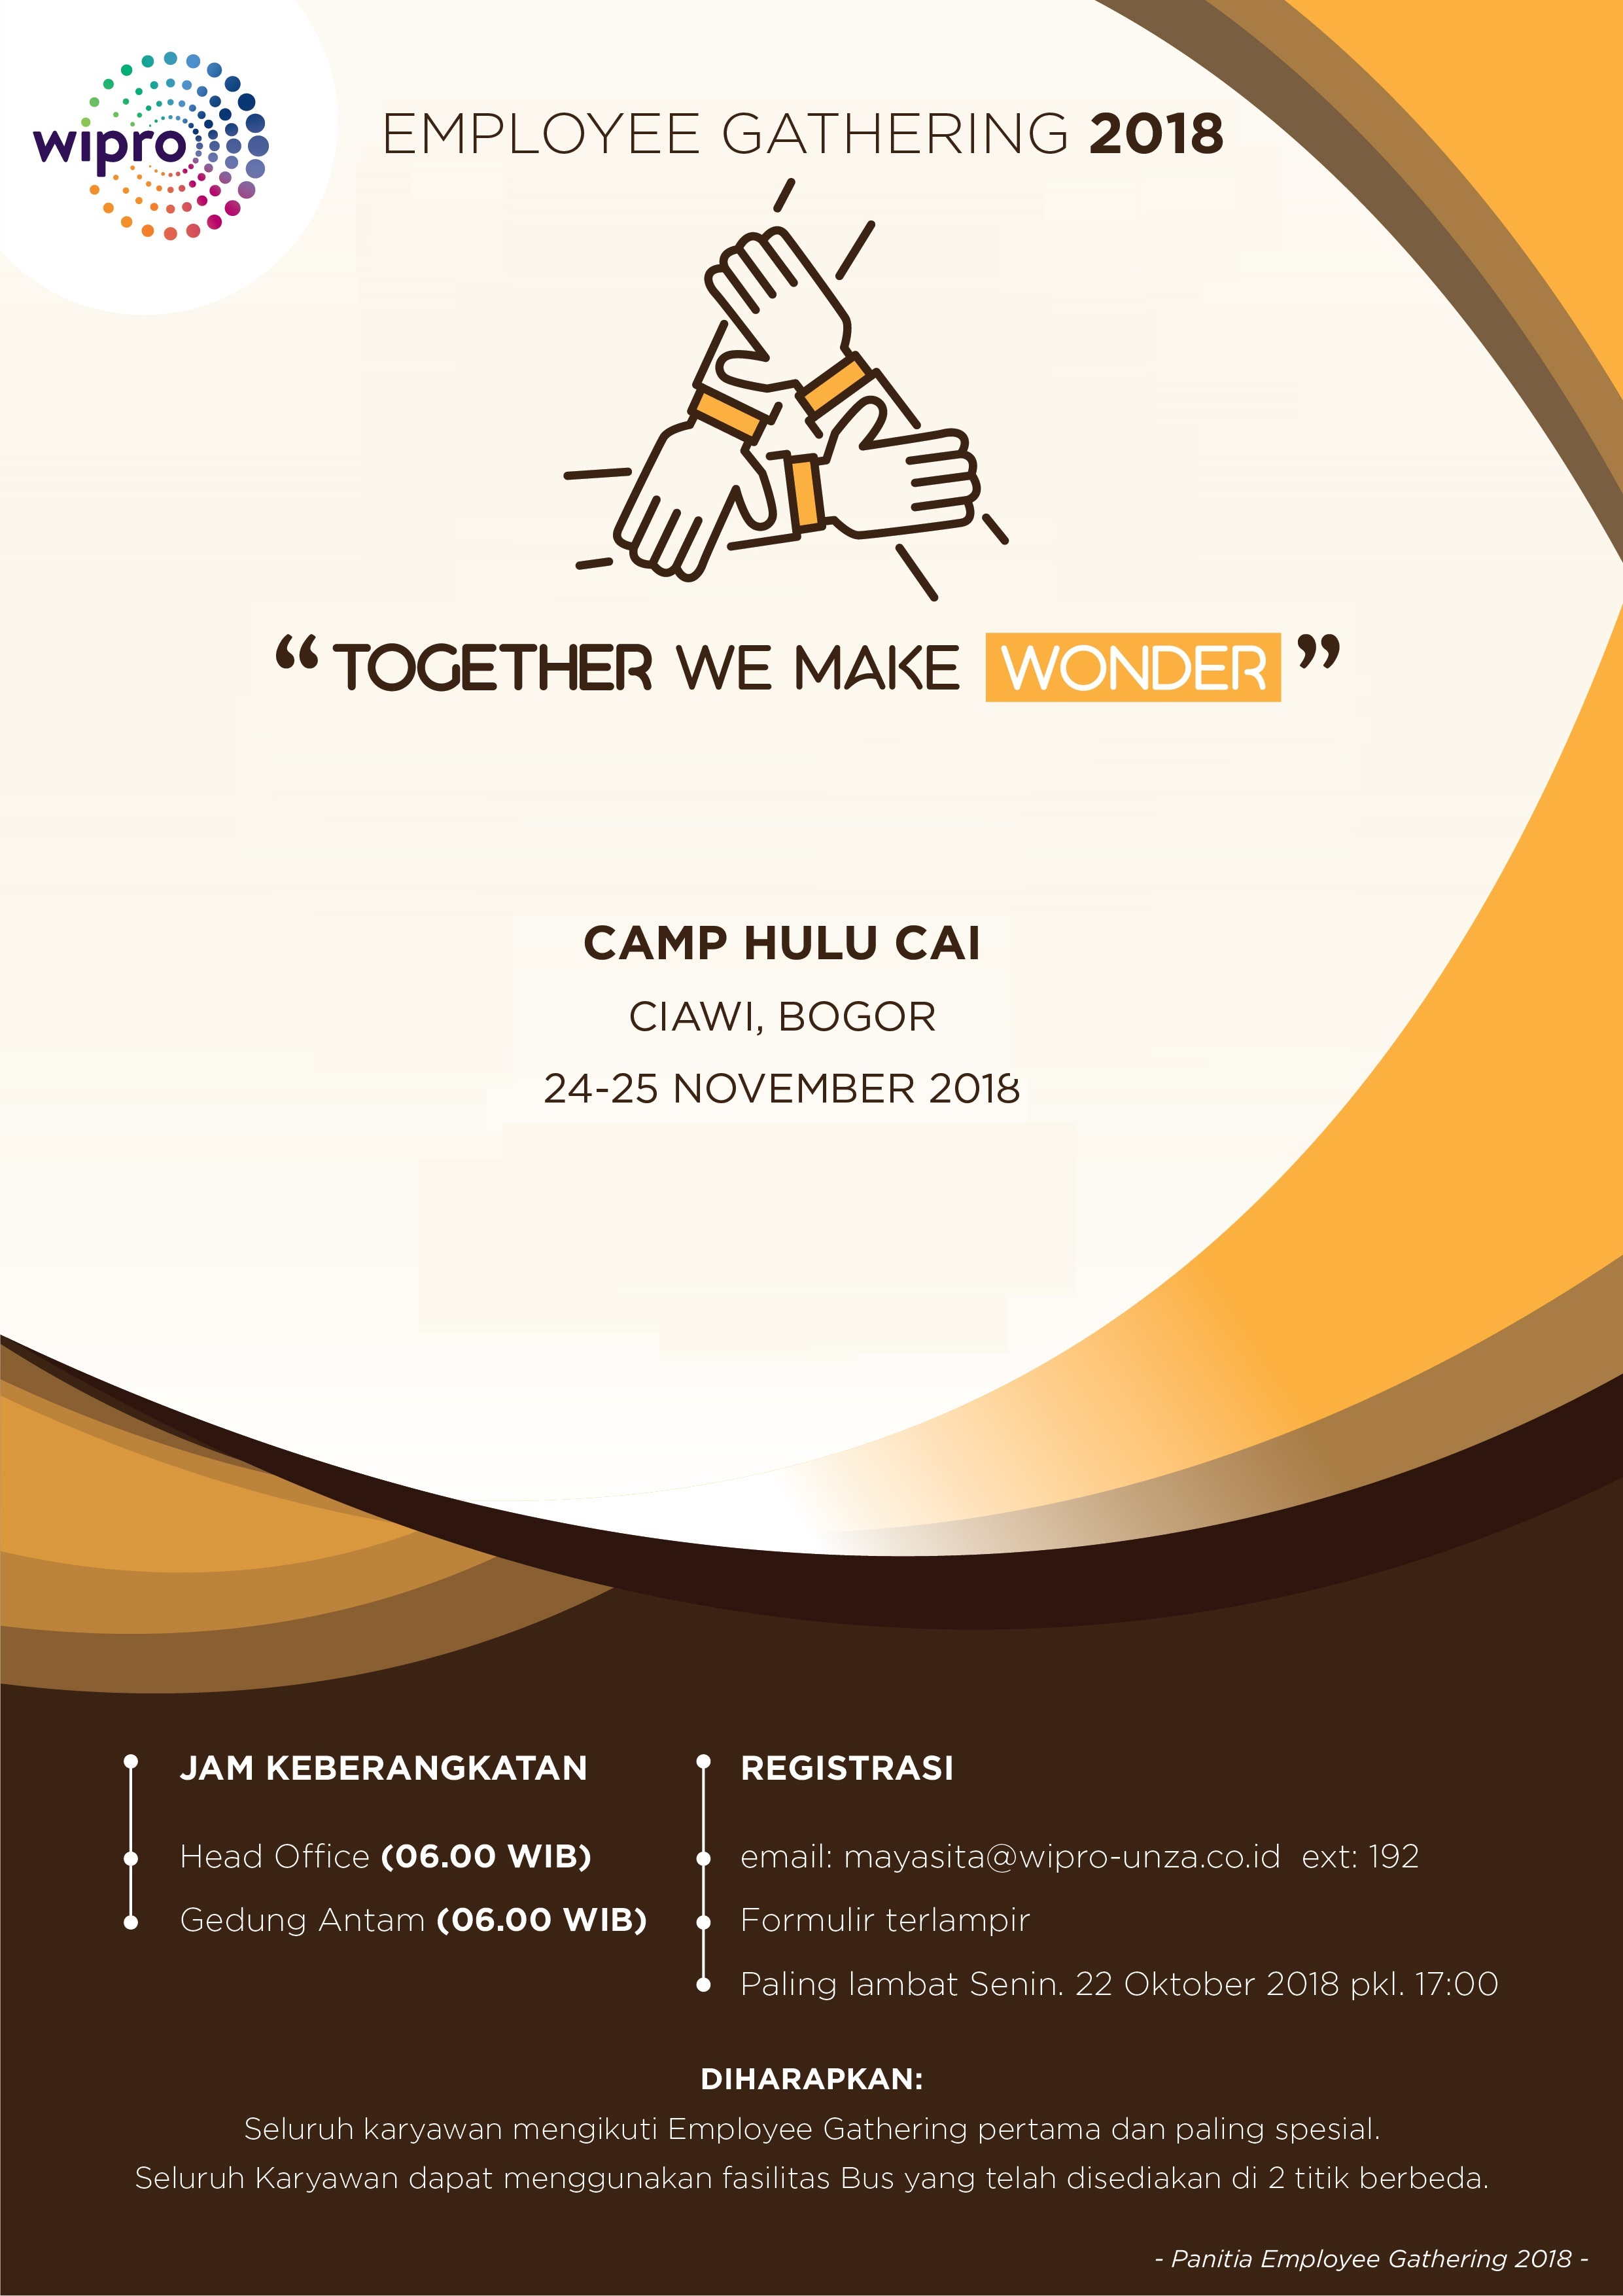 wipro
EMPLOYEE GATHERING 2018
“ TOGETHER WE MAKE WONDER ”
CAMP HULU CAI
CIAWI, BOGOR
24-25 NOVEMBER 2018
JAM KEBERANGKATAN
Head Office (06.00 WIB)
Gedung Antam (06.00 WIB)
REGISTRASI
email: mayasita@wipro-unza.co.id ext: 192
Formulir terlampir
Paling lambat Senin. 22 Oktober 2018 pkl. 17:00
DIHARAPKAN:
Seluruh karyawan mengikuti Employee Gathering pertama dan paling spesial.
Seluruh Karyawan dapat menggunakan fasilitas Bus yang telah disediakan di 2 titik berbeda.
- Panitia Employee Gathering 2018 -